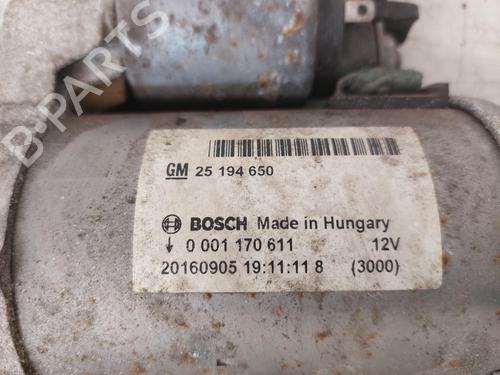 GM 25 194 650
BOSCH Made in Hungary
0 001 170 611 12V
20160905 19:11:11 8 (3000)